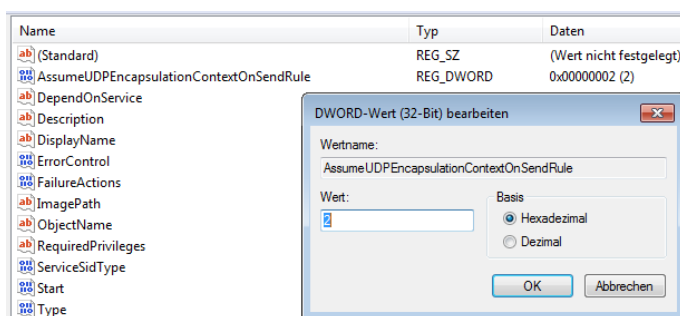 Name Typ Daten
(Standard) REG_SZ (Wert nicht festgelegt)
AssumeUDPEncapsulationContextOnSendRule REG_DWORD 0x00000002 (2)
DependOnService
Description
DisplayName
ErrorControl
FailureActions
ImagePath
ObjectName
RequiredPrivileges
ServiceSidType
Start
Type
DWORD-Wert (32-Bit) bearbeiten
Wertname:
AssumeUDPEncapsulationContextOnSendRule
Wert:
2
Basis
Hexadezimal
Dezimal
OK Abbrechen